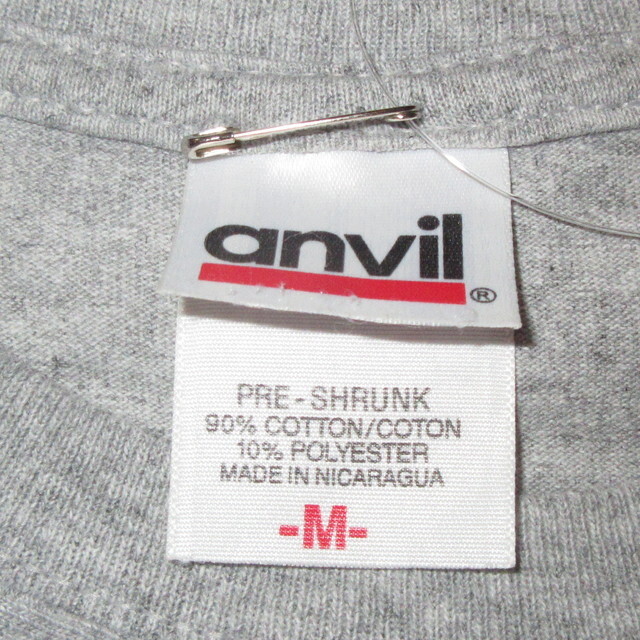 anvil ®
PRE-SHRUNK
90% COTTON/COTON
10% POLYESTER
MADE IN NICARAGUA
-M-